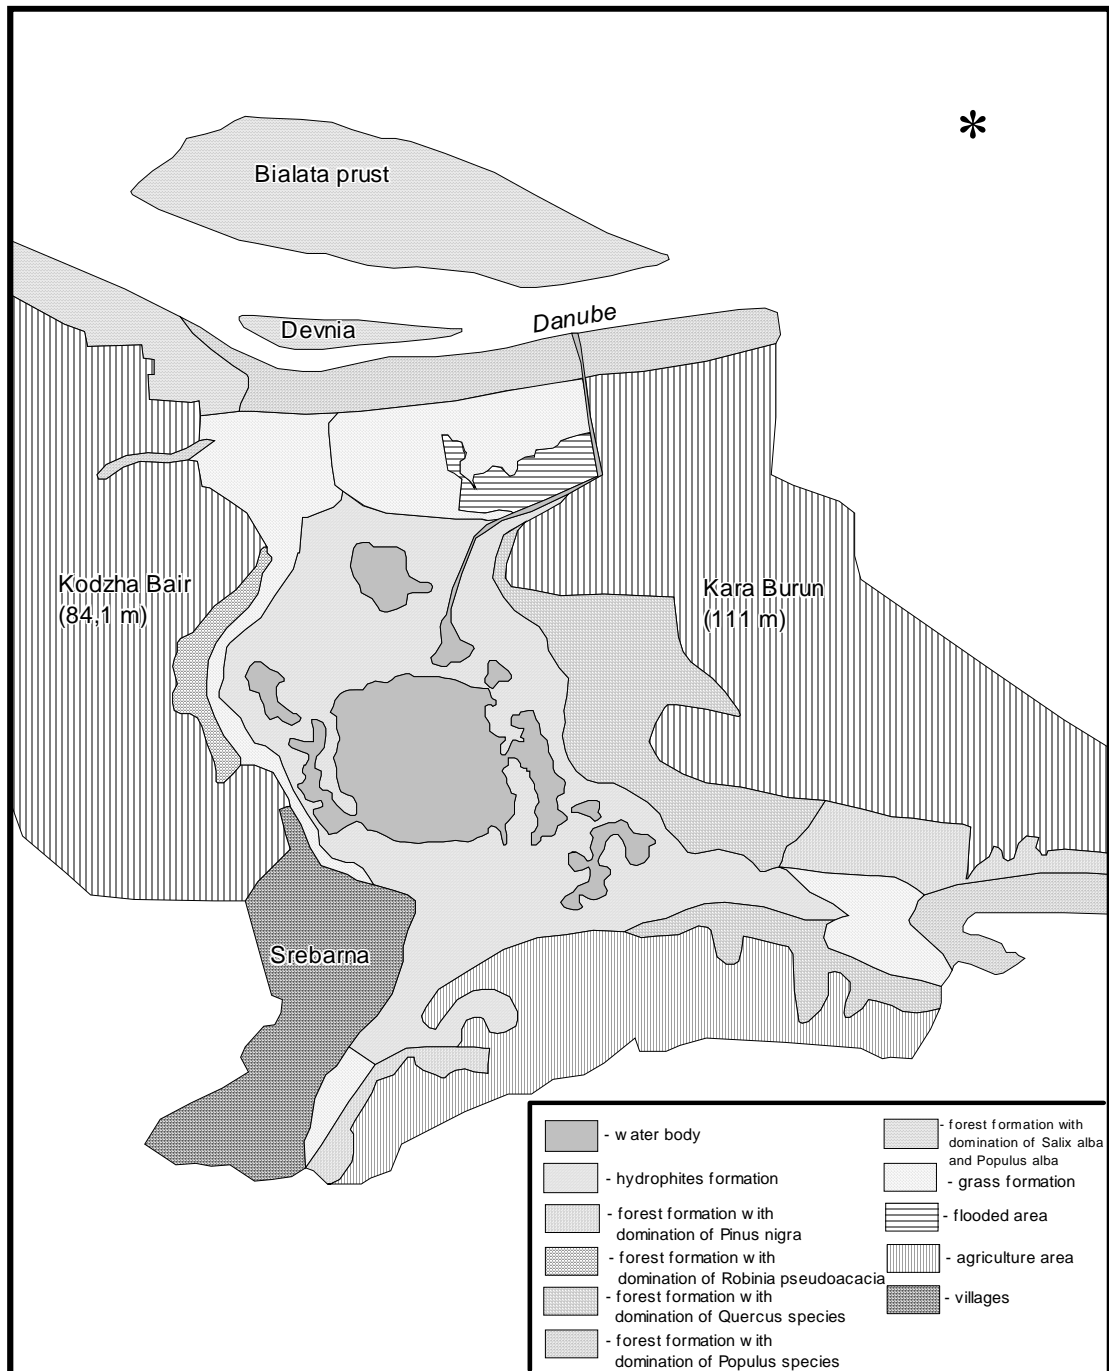 *
Bialata prust
Danube
Devnia
Kodzha Bair
(84,1 m)
Kara Burun
(111 m)
Srebarna
- water body
- hydrophites formation
- forest formation with
domination of Pinus nigra
- forest formation with
domination of Robinia pseudoacacia
- forest formation with
domination of Quercus species
- forest formation with
domination of Populus species
- forest formation with
domination of Salix alba
and Populus alba
- grass formation
- flooded area
- agriculture area
- villages